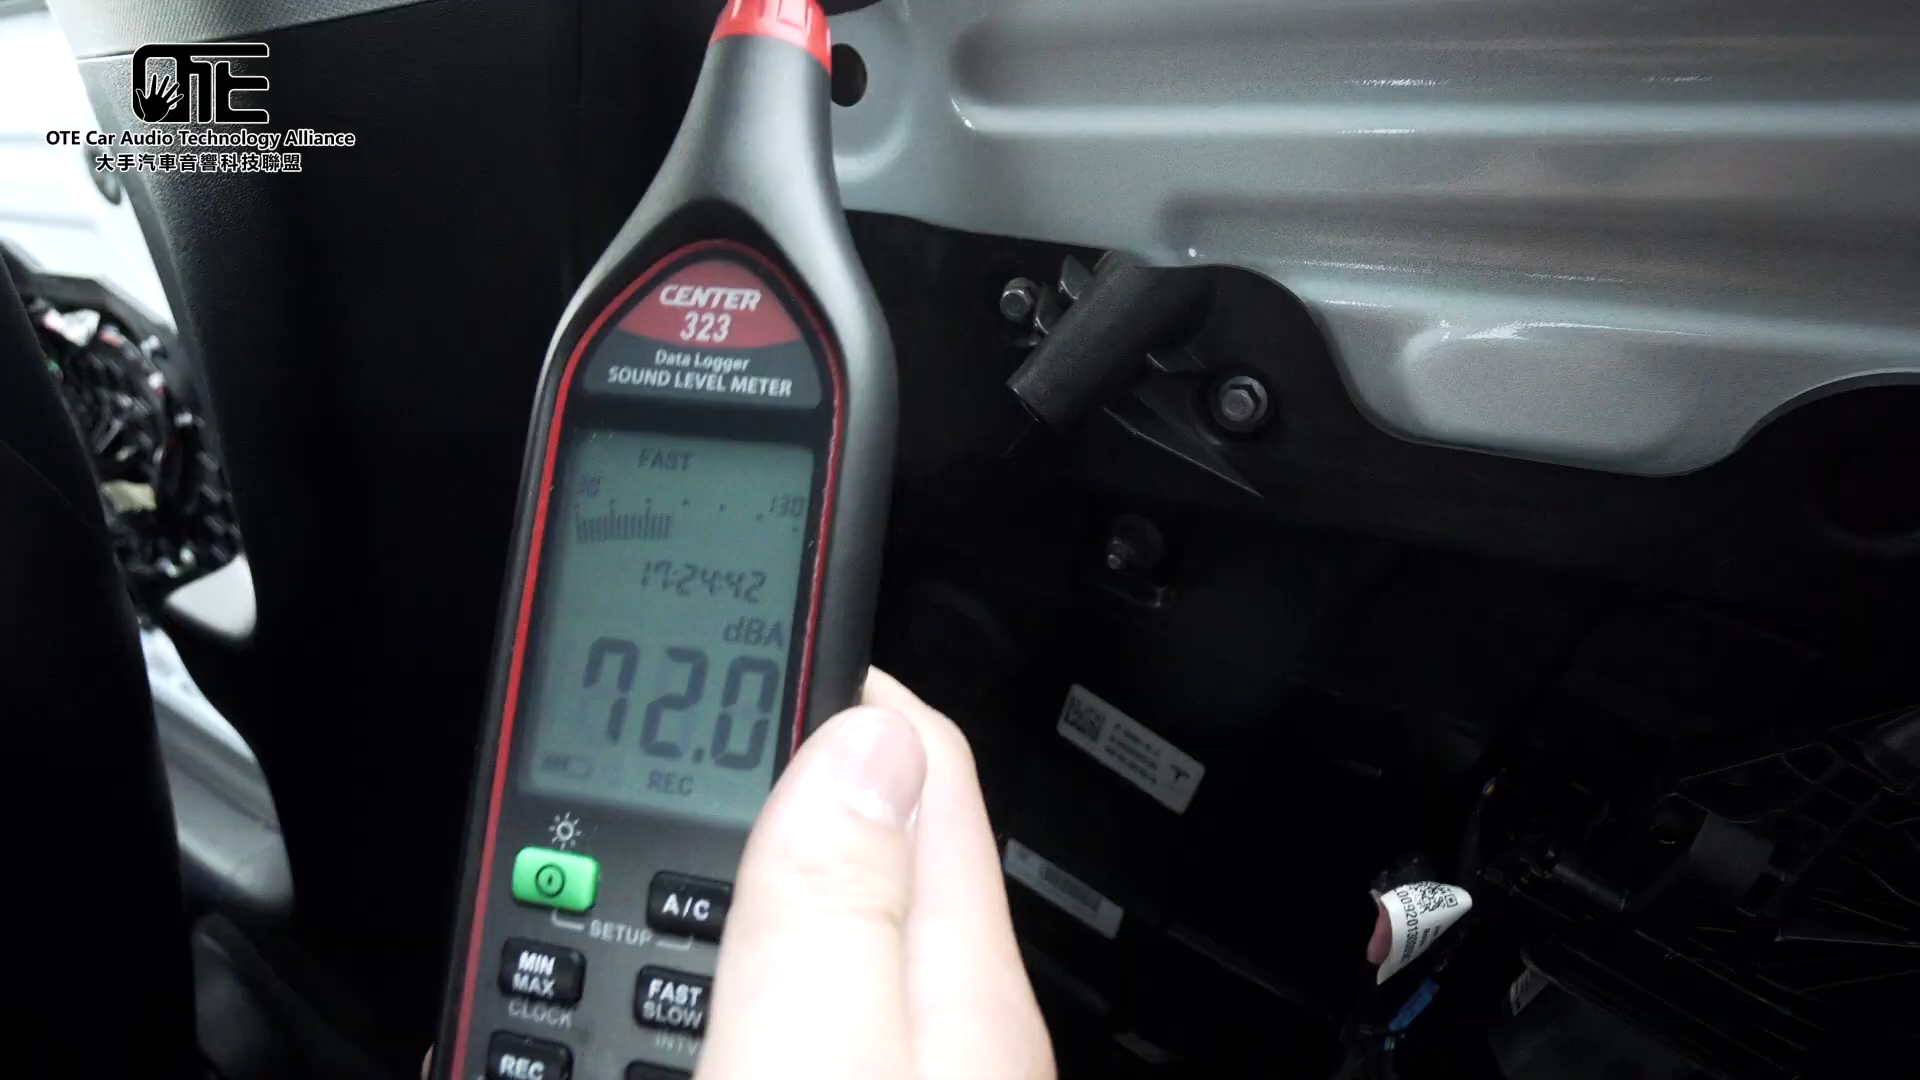 OTE
OTE Car Audio Technology Alliance
大手汽車音響科技聯盟
CENTER
323
Data Logger
SOUND LEVEL METER
FAST
30
130
17:24:42
dBA
72.0
REC
A/C
SETUP
MIN
MAX
CLOCK
FAST
SLOW
INTV
REC